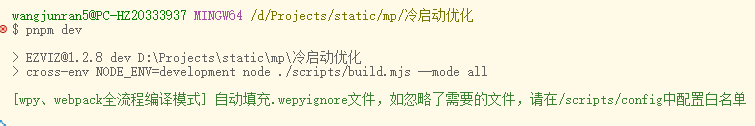 wangjunran5@PC-HZ20333937 MINGW64 /d/Projects/static/mp/冷启动优化
$ pnpm dev
> EZVIZ@1.2.8 dev D:\Projects\static\mp\冷启动优化
> cross-env NODE_ENV=development node ./scripts/build.mjs --mode all
[wpy、webpack全流程编译模式] 自动填充.wepyignore文件，如忽略了需要的文件，请在/scripts/config中配置白名单